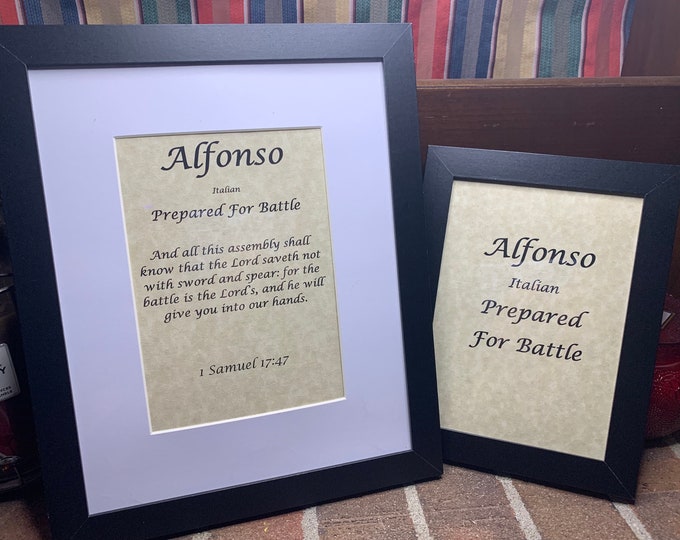 Alfonso
Italian
Prepared For Battle
And all this assembly shall
know that the Lord saveth not
with sword and spear: for the
battle is the Lord's, and he will
give you into our hands.
1 Samuel 17:47
Alfonso
Italian
Prepared
For Battle